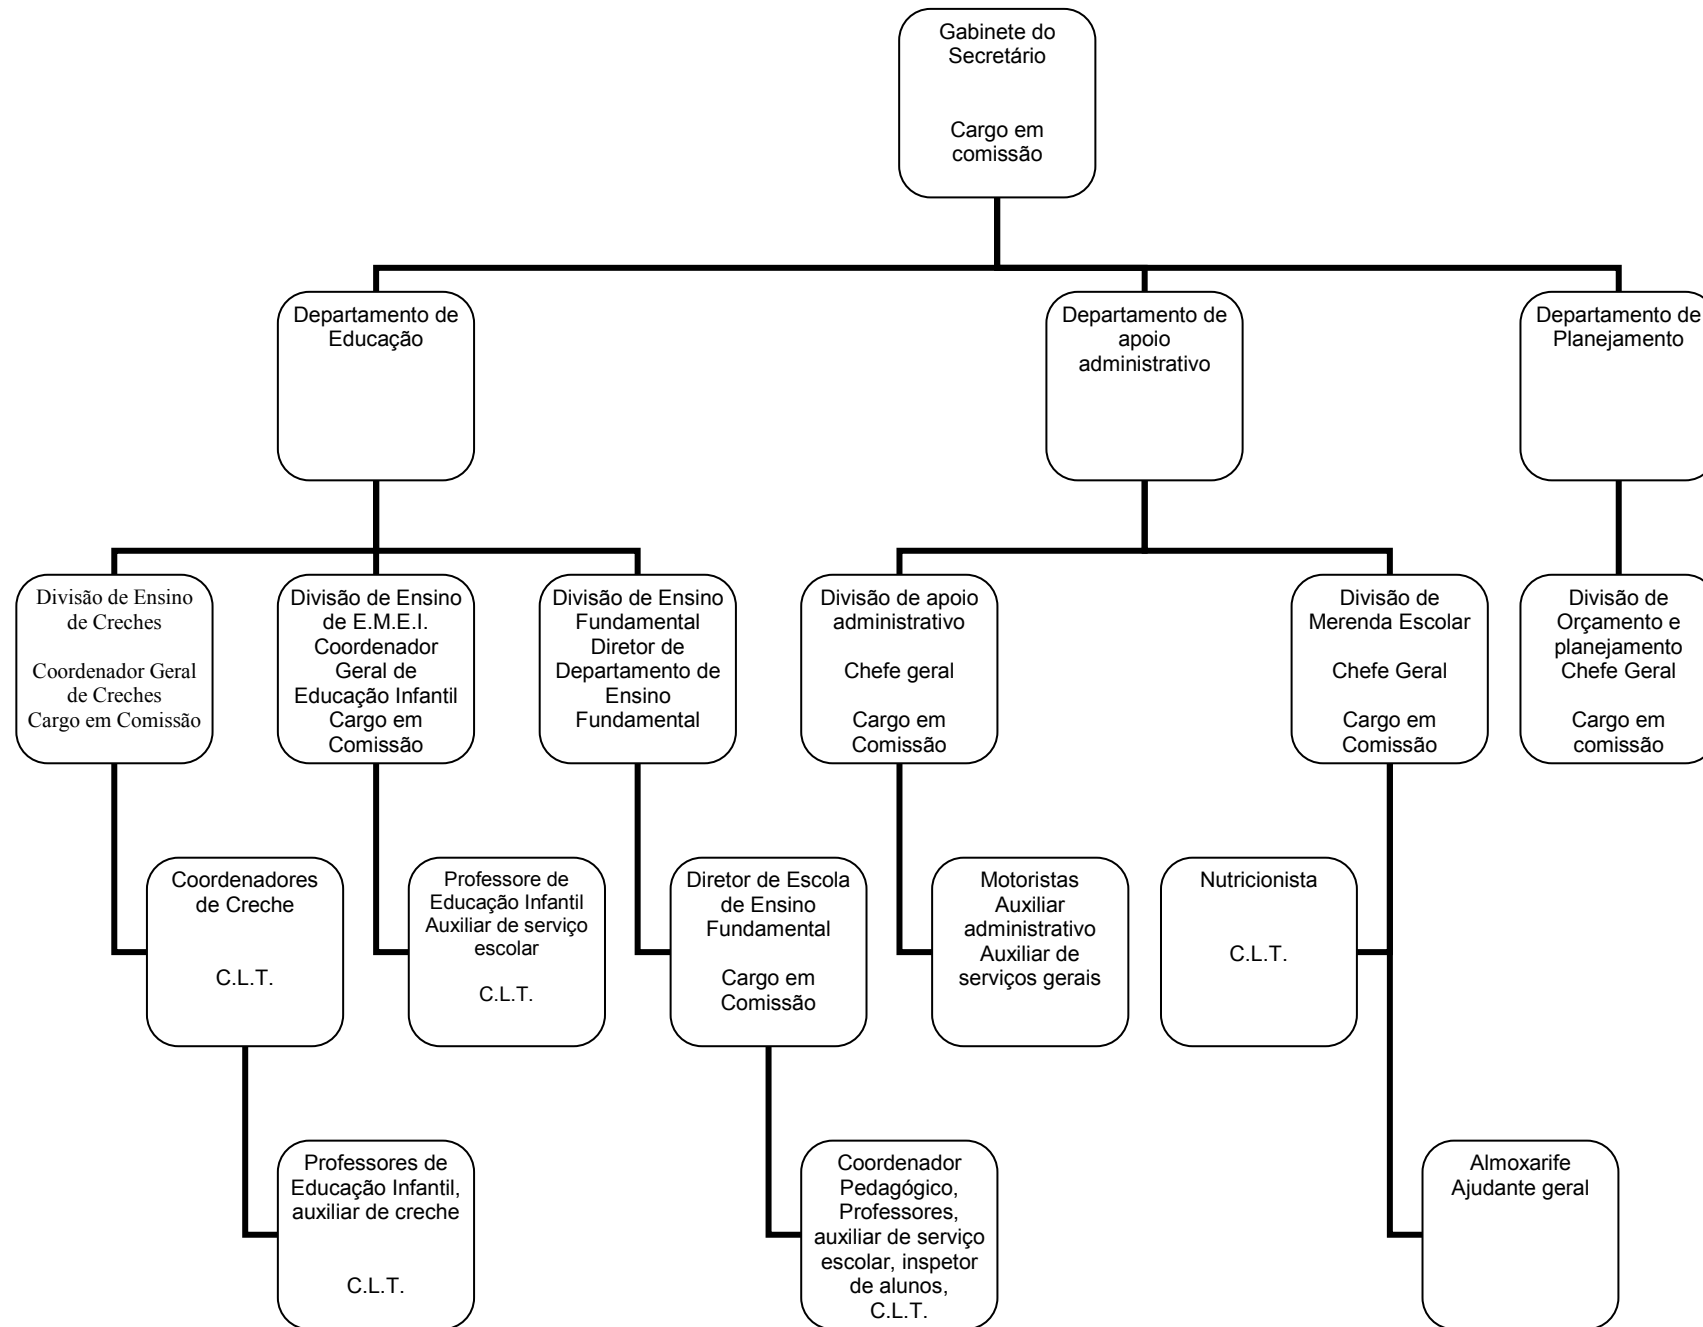 Gabinete do
Secretário
Cargo em
comissão
Departamento de
Educação
Departamento de
apoio
administrativo
Departamento de
Planejamento
Divisão de Ensino
de Creches
Coordenador Geral
de Creches
Cargo em Comissão
Divisão de Ensino
de E.M.E.I.
Coordenador
Geral de
Educação Infantil
Cargo em
Comissão
Divisão de Ensino
Fundamental
Diretor de
Departamento de
Ensino
Fundamental
Divisão de apoio
administrativo
Chefe geral
Cargo em
Comissão
Divisão de
Merenda Escolar
Chefe Geral
Cargo em
Comissão
Divisão de
Orçamento e
planejamento
Chefe Geral
Cargo em
comissão
Coordenadores
de Creche
C.L.T.
Professore de
Educação Infantil
Auxiliar de serviço
escolar
C.L.T.
Diretor de Escola
de Ensino
Fundamental
Cargo em
Comissão
Motoristas
Auxiliar
administrativo
Auxiliar de
serviços gerais
Nutricionista
C.L.T.
Professores de
Educação Infantil,
auxiliar de creche
C.L.T.
Coordenador
Pedagógico,
Professores,
auxiliar de serviço
escolar, inspetor
de alunos,
C.L.T.
Almoxarife
Ajudante geral